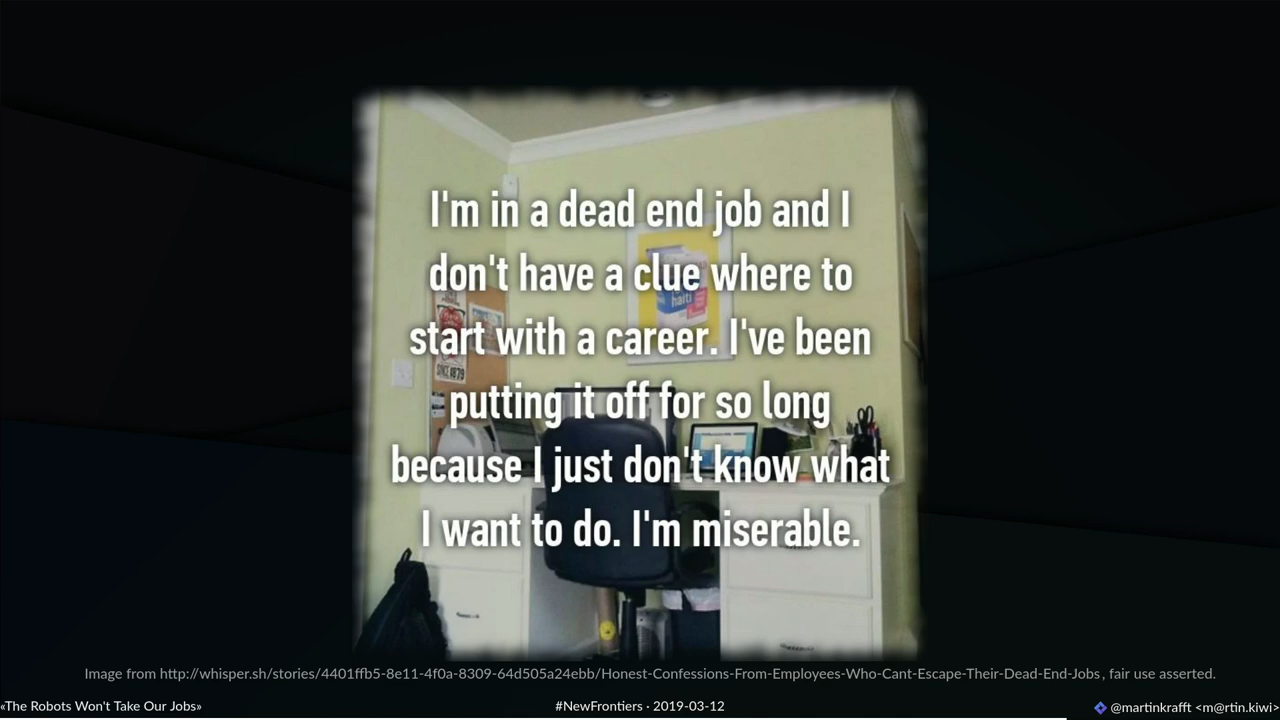 I'm in a dead end job and I
don't have a clue where to
start with a career. I've been
putting it off for so long
because I just don't know what
I want to do. I'm miserable.
haiti
SINCE 1879
Image from http://whisper.sh/stories/4401ffb5-8e11-4f0a-8309-64d505a24ebb/Honest-Confessions-From-Employees-Who-Cant-Escape-Their-Dead-End-Jobs, fair use asserted.
«The Robots Won't Take Our Jobs»
#NewFrontiers · 2019-03-12
@martinkrafft <m@rtin.kiwi>